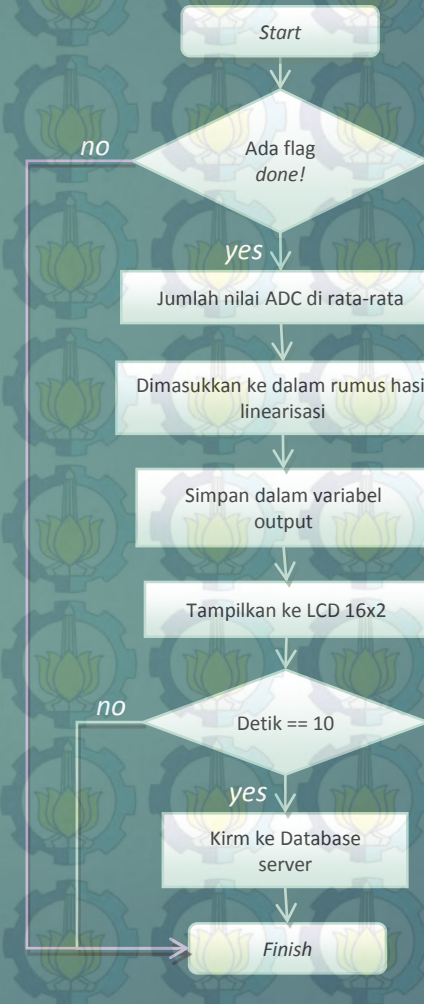 Start
no
Ada flag
done!
yes
Jumlah nilai ADC di rata-rata
Dimasukkan ke dalam rumus hasi
linearisasi
Simpan dalam variabel
output
Tampilkan ke LCD 16x2
no
Detik == 10
yes
Kirm ke Database
server
Finish